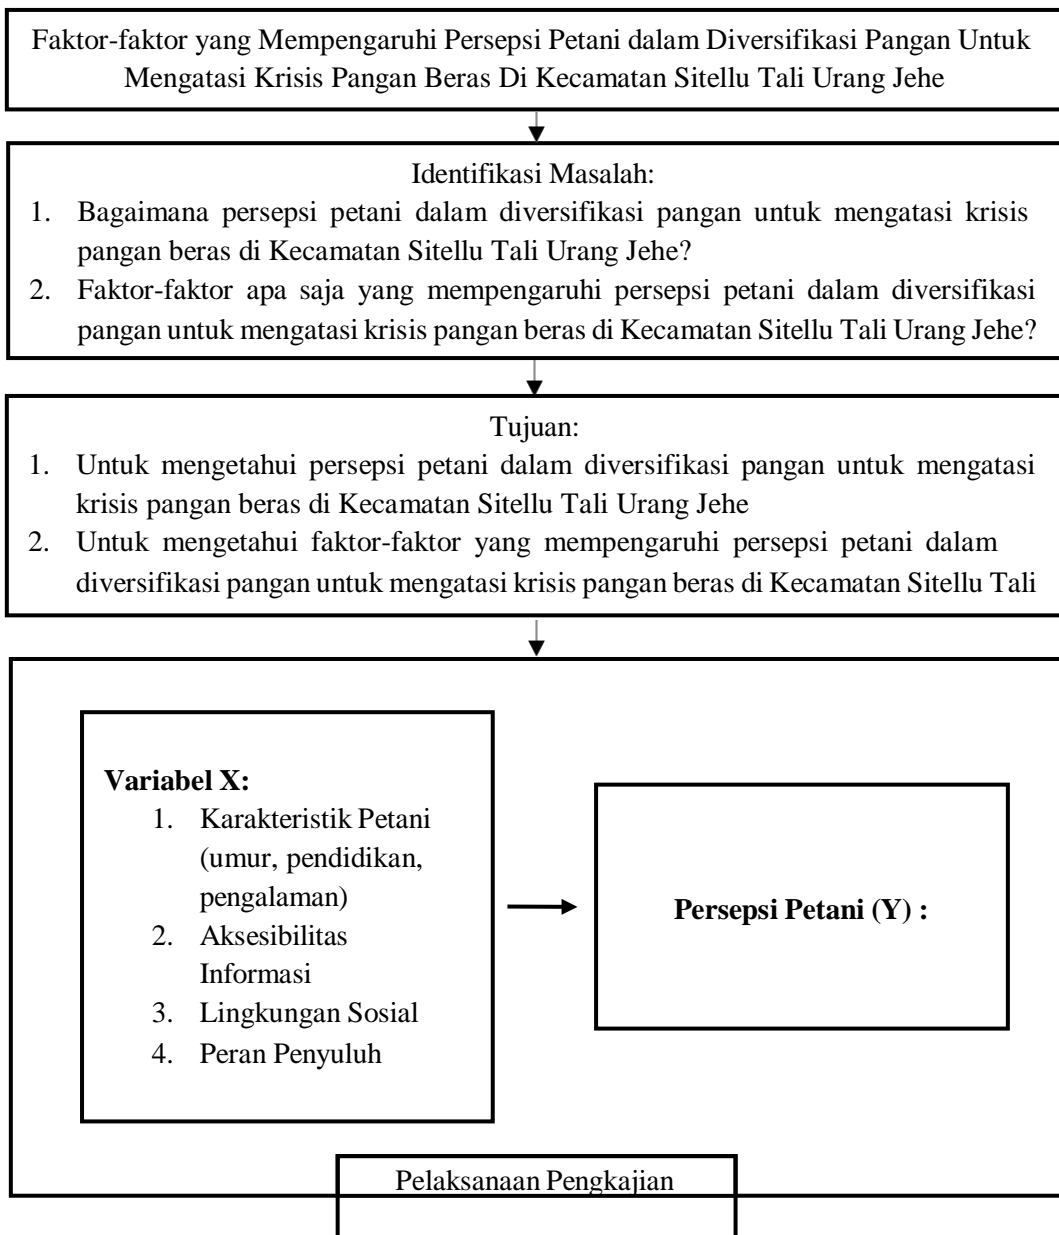 Faktor-faktor yang Mempengaruhi Persepsi Petani dalam Diversifikasi Pangan Untuk
Mengatasi Krisis Pangan Beras Di Kecamatan Sitellu Tali Urang Jehe
Identifikasi Masalah:
1. Bagaimana persepsi petani dalam diversifikasi pangan untuk mengatasi krisis
pangan beras di Kecamatan Sitellu Tali Urang Jehe?
2. Faktor-faktor apa saja yang mempengaruhi persepsi petani dalam diversifikasi
pangan untuk mengatasi krisis pangan beras di Kecamatan Sitellu Tali Urang Jehe?
Tujuan:
1. Untuk mengetahui persepsi petani dalam diversifikasi pangan untuk mengatasi
krisis pangan beras di Kecamatan Sitellu Tali Urang Jehe
2. Untuk mengetahui faktor-faktor yang mempengaruhi persepsi petani dalam
diversifikasi pangan untuk mengatasi krisis pangan beras di Kecamatan Sitellu Tali
Variabel X:
1. Karakteristik Petani
(umur, pendidikan,
pengalaman)
2. Aksesibilitas
Informasi
3. Lingkungan Sosial
4. Peran Penyuluh
Persepsi Petani (Y) :
Pelaksanaan Pengkajian